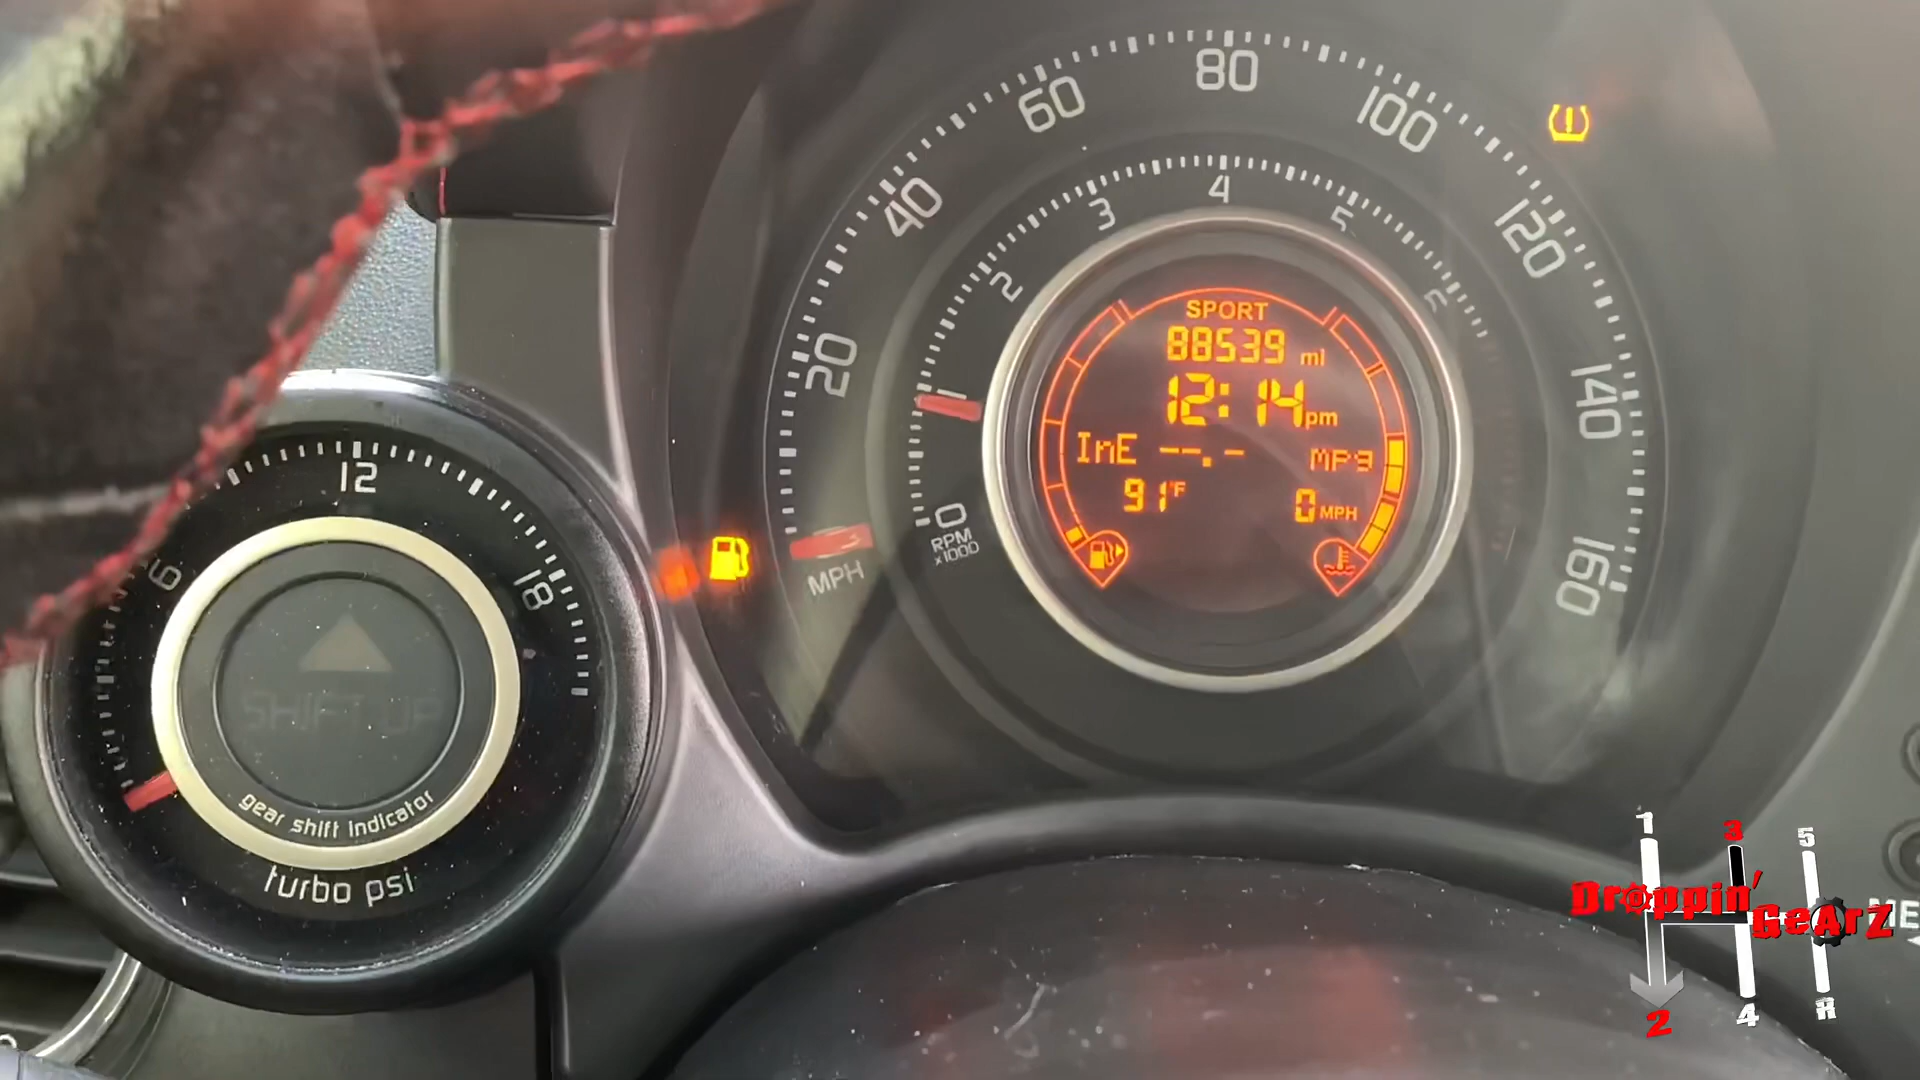 20
40
60
80
100
120
140
160
MPH
0
1
2
3
4
5
6
RPM
x1000
SPORT
88539 mi
12:14 pm
InE --.- MPg
91°F
0 MPH
6
12
18
SHIFT UP
gear shift indicator
turbo psi
1
3
5
Droppin'
GeArZ
2
4
R